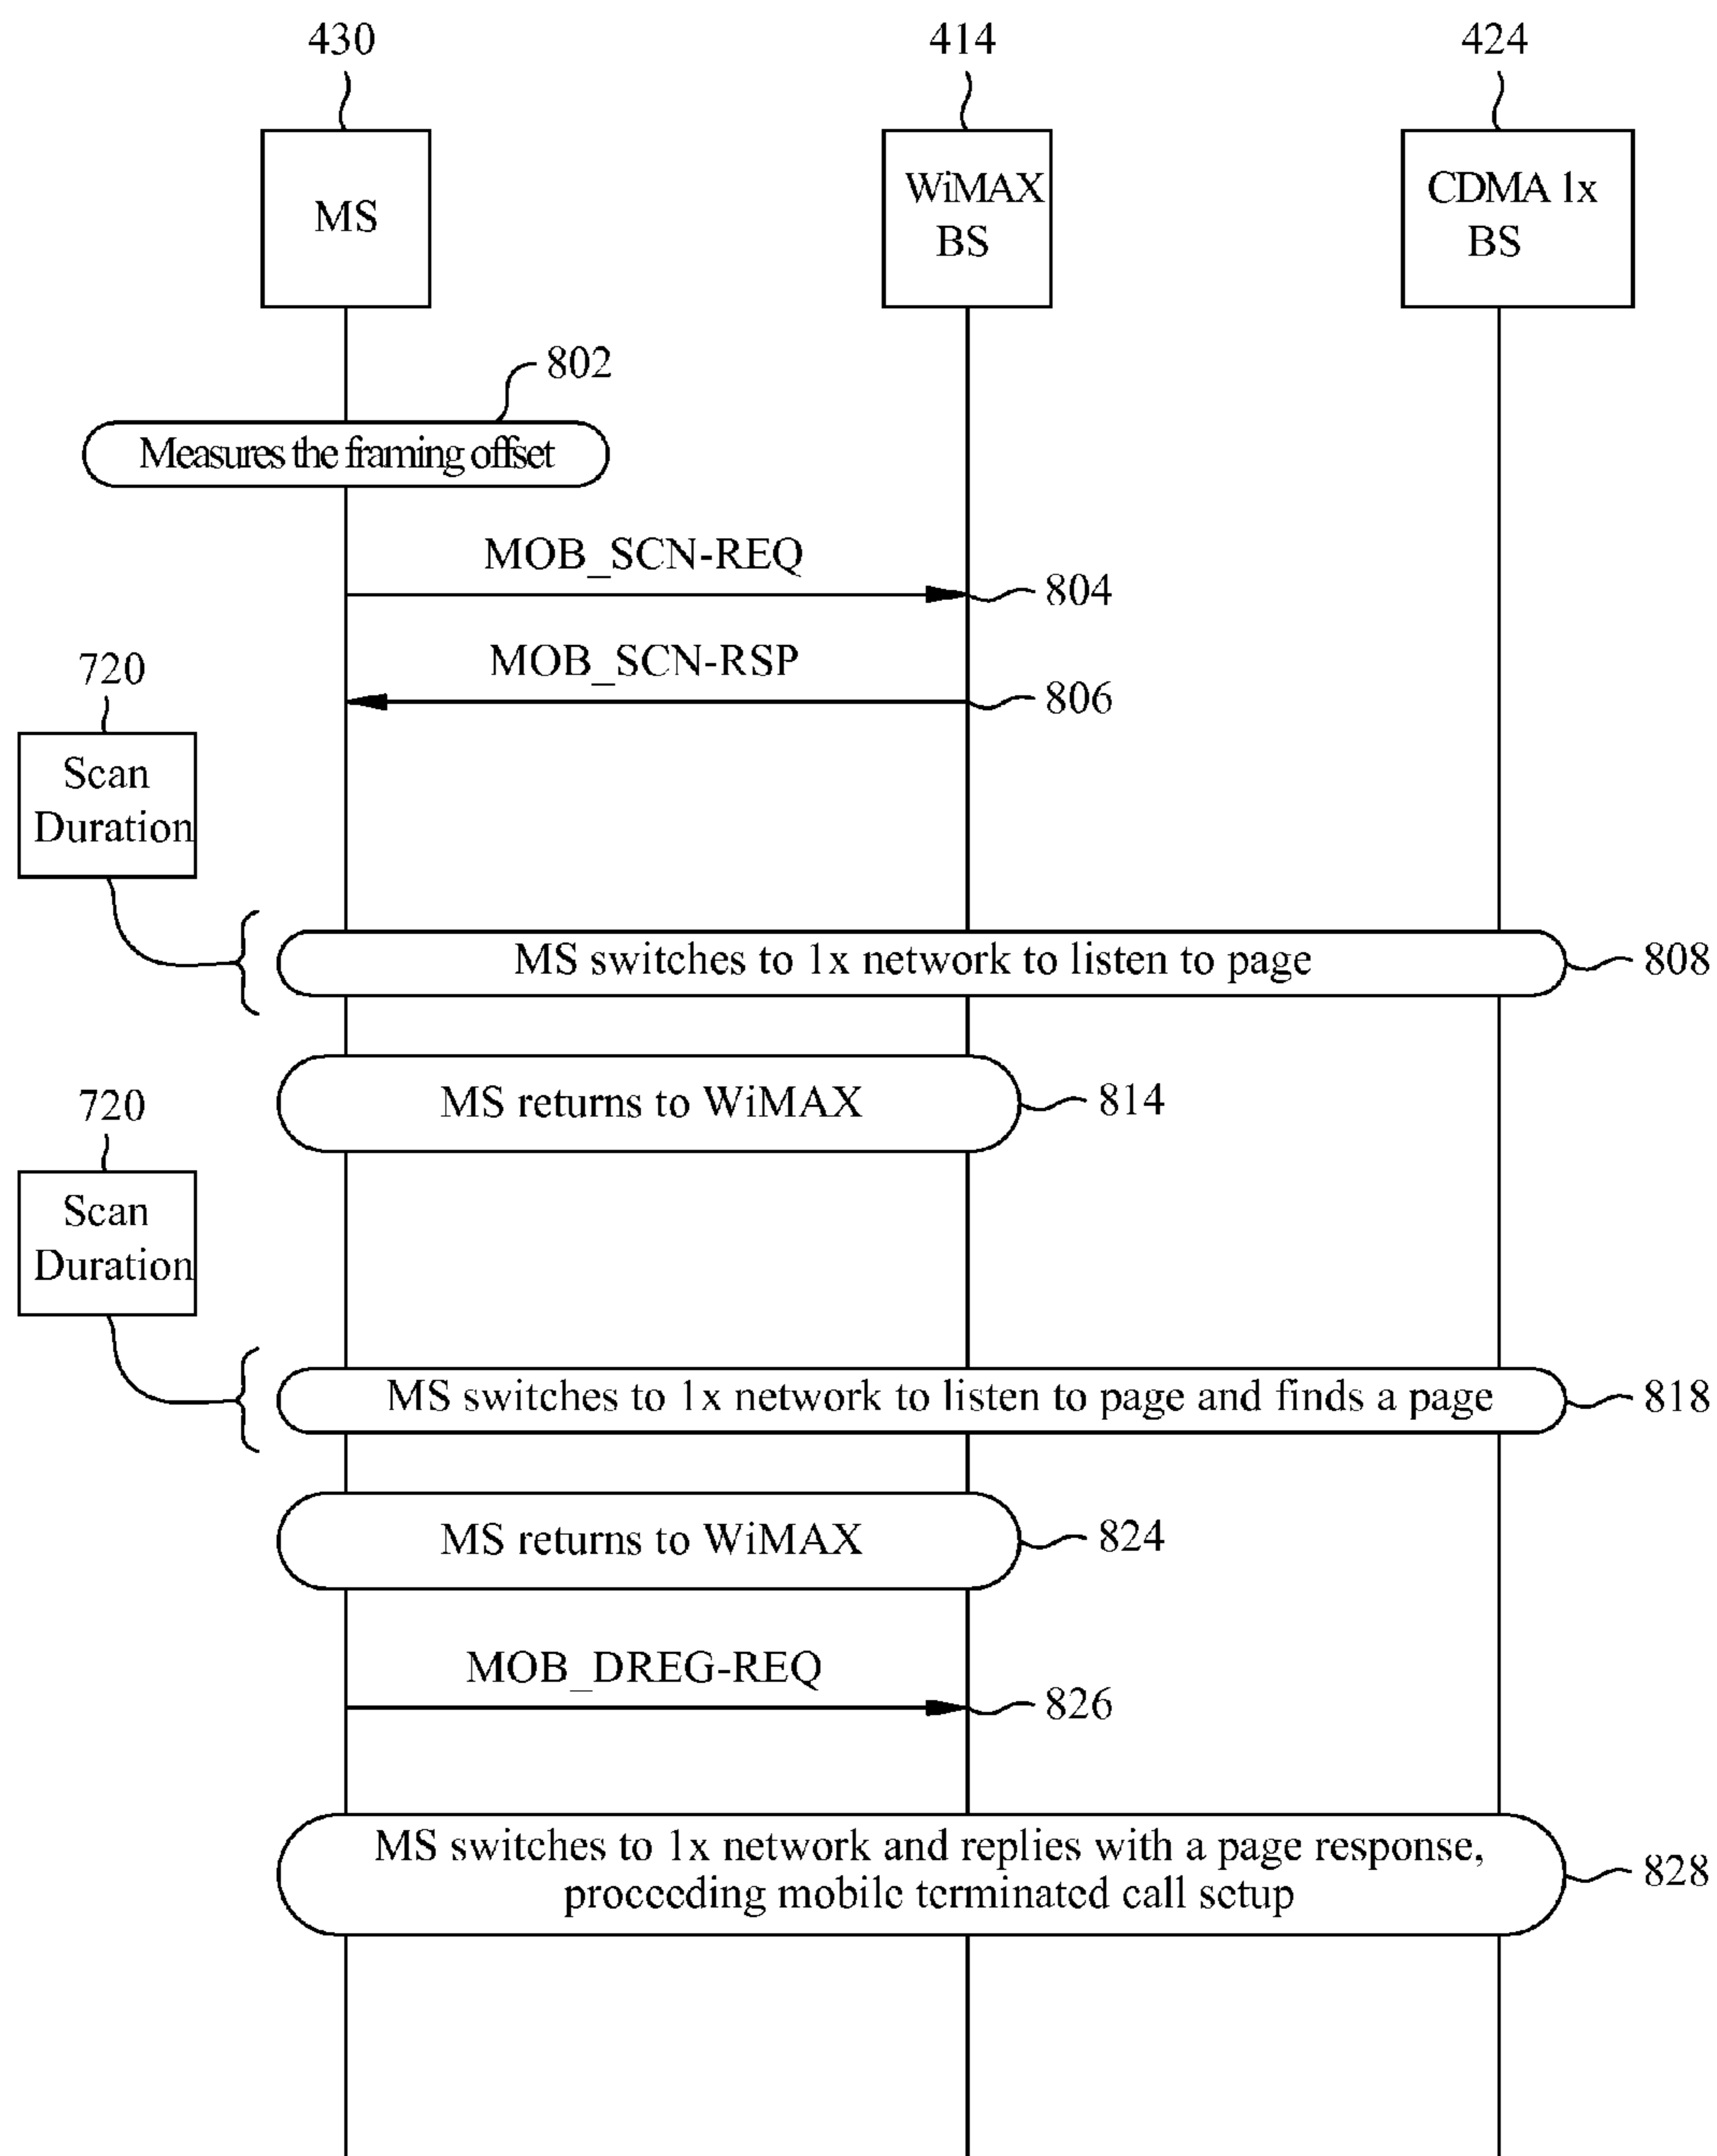 430
414
424
MS
WiMAX
BS
CDMA 1x
BS
802
Measures the framing offset
MOB_SCN-REQ
804
MOB_SCN-RSP
806
720
Scan
Duration
MS switches to 1x network to listen to page
808
MS returns to WiMAX
814
720
Scan
Duration
MS switches to 1x network to listen to page and finds a page
818
MS returns to WiMAX
824
MOB_DREG-REQ
826
MS switches to 1x network and replies with a page response,
proceeding mobile terminated call setup
828